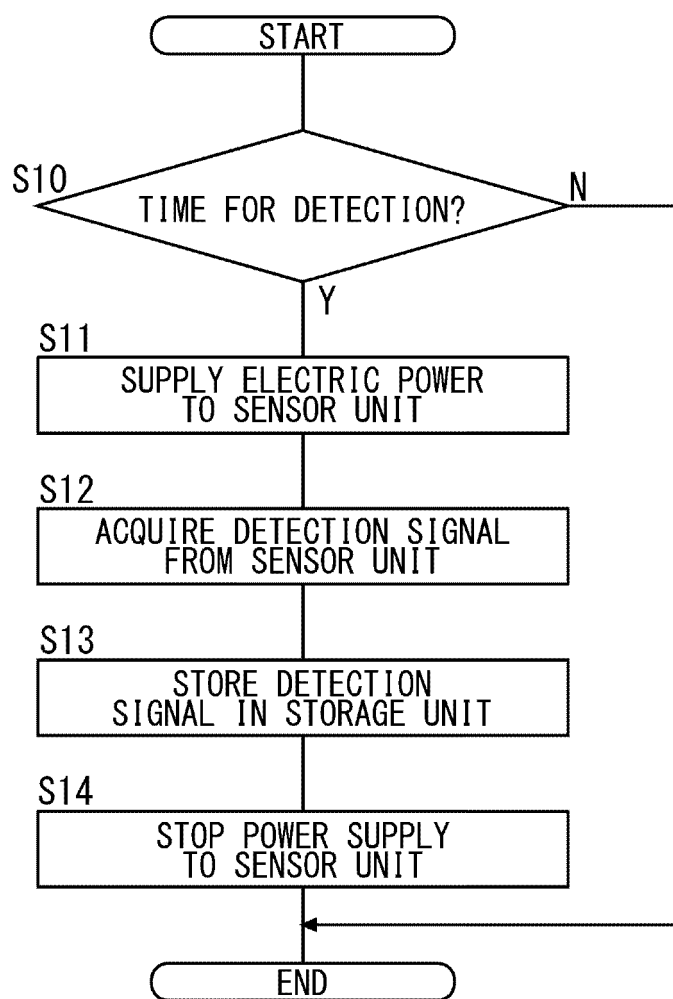 START
S10
TIME FOR DETECTION?
N
Y
S11
SUPPLY ELECTRIC POWER
TO SENSOR UNIT
S12
ACQUIRE DETECTION SIGNAL
FROM SENSOR UNIT
S13
STORE DETECTION
SIGNAL IN STORAGE UNIT
S14
STOP POWER SUPPLY
TO SENSOR UNIT
END